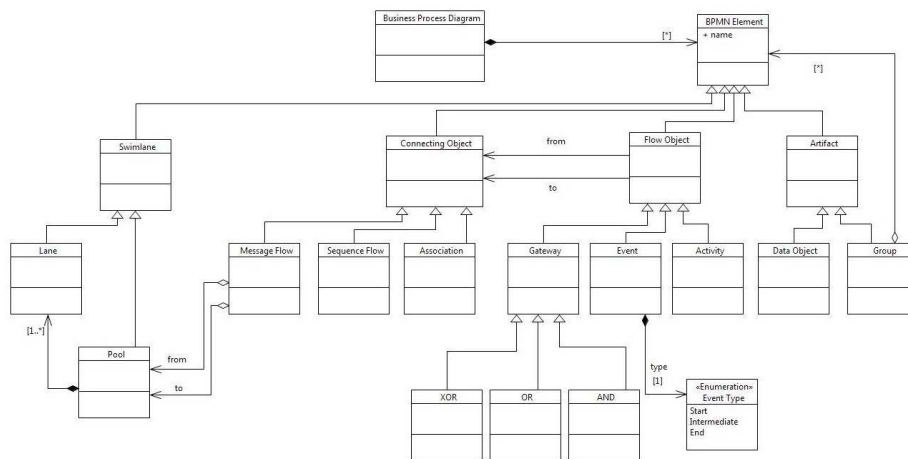 Business Process Diagram
BPMN Element
+ name
[*]
[*]
Swimlane
Connecting Object
from
to
Flow Object
Artifact
Lane
Message Flow
Sequence Flow
Association
Gateway
Event
Activity
Data Object
Group
[1..*]
Pool
from
to
type
[1]
XOR
OR
AND
«Enumeration»
Event Type
Start
Intermediate
End